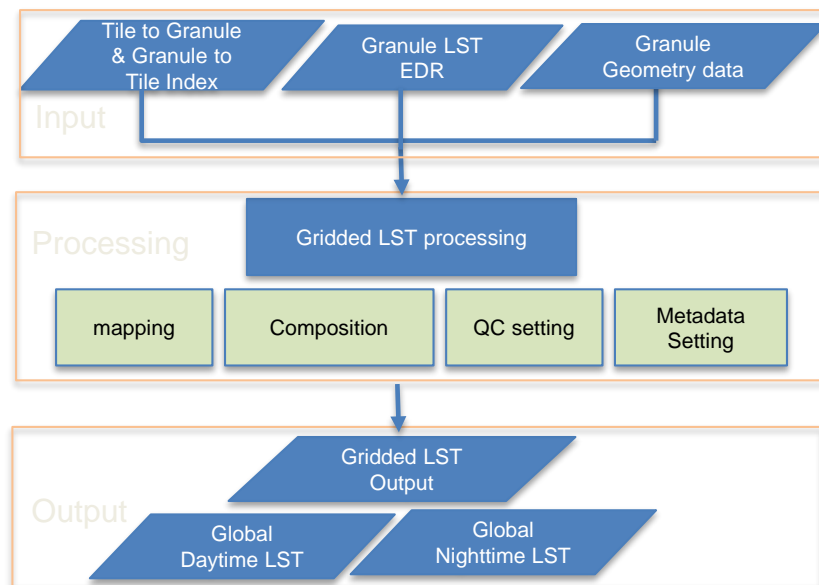 Tile to Granule
& Granule to
Tile Index
Granule LST
EDR
Granule
Geometry data
Input
Processing
Gridded LST processing
mapping
Composition
QC setting
Metadata
Setting
Gridded LST
Output
Output
Global
Daytime LST
Global
Nighttime LST